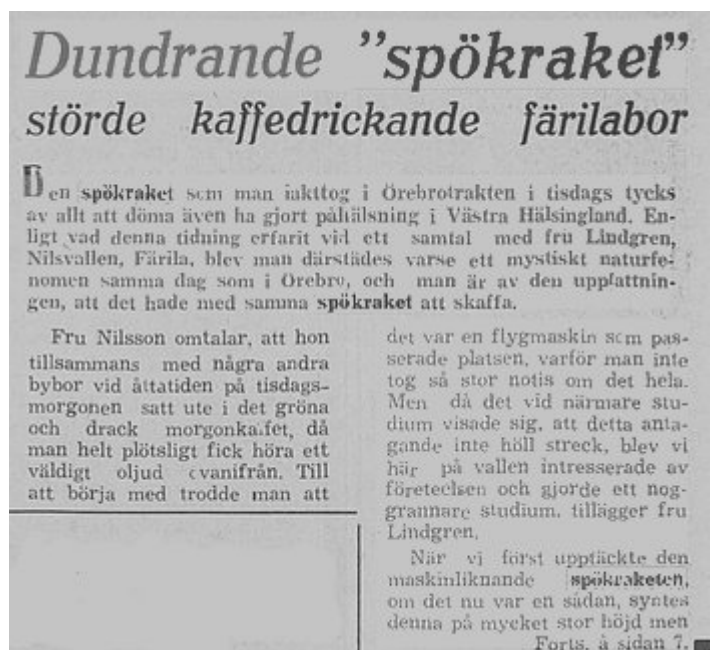 Dundrande "spökraket"
störde kaffedrickande färilabor
Den spökraket som man iakttog i Örebrotrakten i tisdags tycks
av allt att döma även ha gjort påhälsning i Västra Hälsingland. En-
ligt vad denna tidning erfarit vid ett samtal med fru Lindgren,
Nilsvallen, Färila, blev man därstädes varse ett mystiskt naturfe-
nomen samma dag som i Örebro, och man är av den uppfattnin-
gen, att det hade med samma spökraket att skaffa.
Fru Nilsson omtalar, att hon
tillsammans med några andra
bybor vid åttatiden på tisdags-
morgonen satt ute i det gröna
och drack morgonkaffet, då
man helt plötsligt fick höra ett
väldigt oljud ovanifrån. Till
att börja med trodde man att
det var en flygmaskin som pas-
serade platsen, varför man inte
tog så stor notis om det hela.
Men då det vid närmare stu-
dium visade sig, att detta anta-
gande inte höll streck, blev vi
här på vallen intresserade av
företeelsen och gjorde ett nog-
grannare studium, tillägger fru
Lindgren.
När vi först upptäckte den
maskinliknande spökraketen,
om det nu var en sådan, syntes
denna på mycket stor höjd men
Forts. å sidan 7.